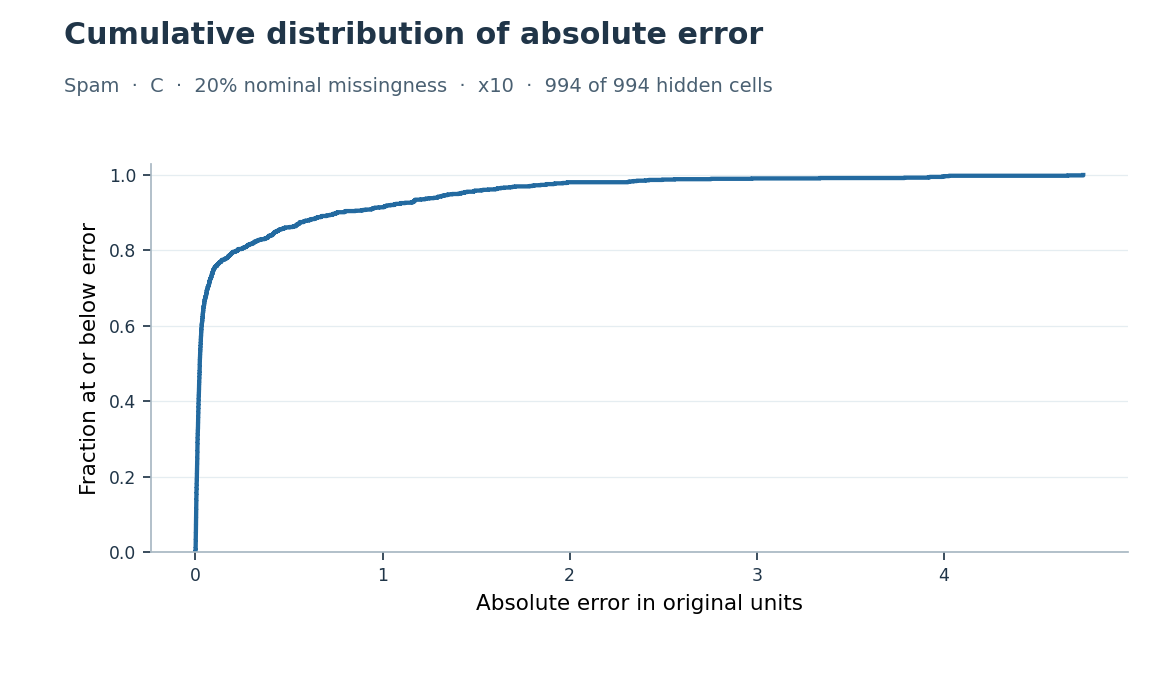 Cumulative distribution of absolute error
Spam · C · 20% nominal missingness · x10 · 994 of 994 hidden cells
Fraction at or below error
1.0
0.8
0.6
0.4
0.2
0.0
0 1 2 3 4
Absolute error in original units